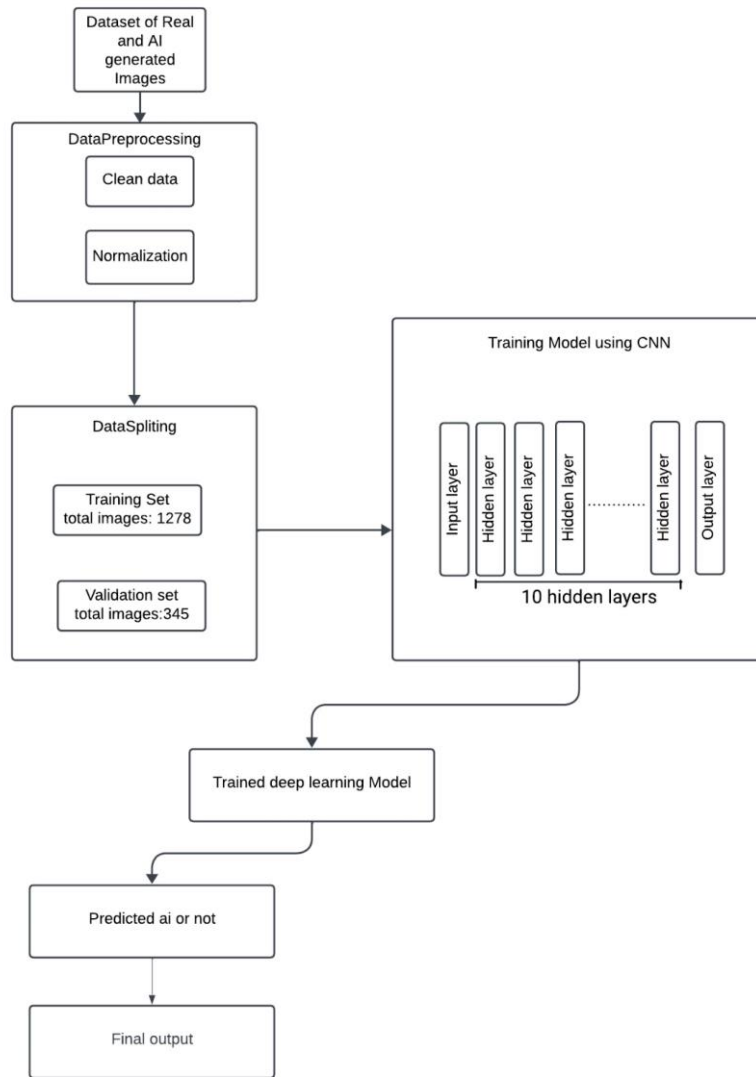 Dataset of Real
and AI
generated
Images
DataPreprocessing
Clean data
Normalization
DataSpliting
Training Set
total images: 1278
Validation set
total images:345
Training Model using CNN
Input layer
Hidden layer
Hidden layer
Hidden layer
Hidden layer
Output layer
10 hidden layers
Trained deep learning Model
Predicted ai or not
Final output